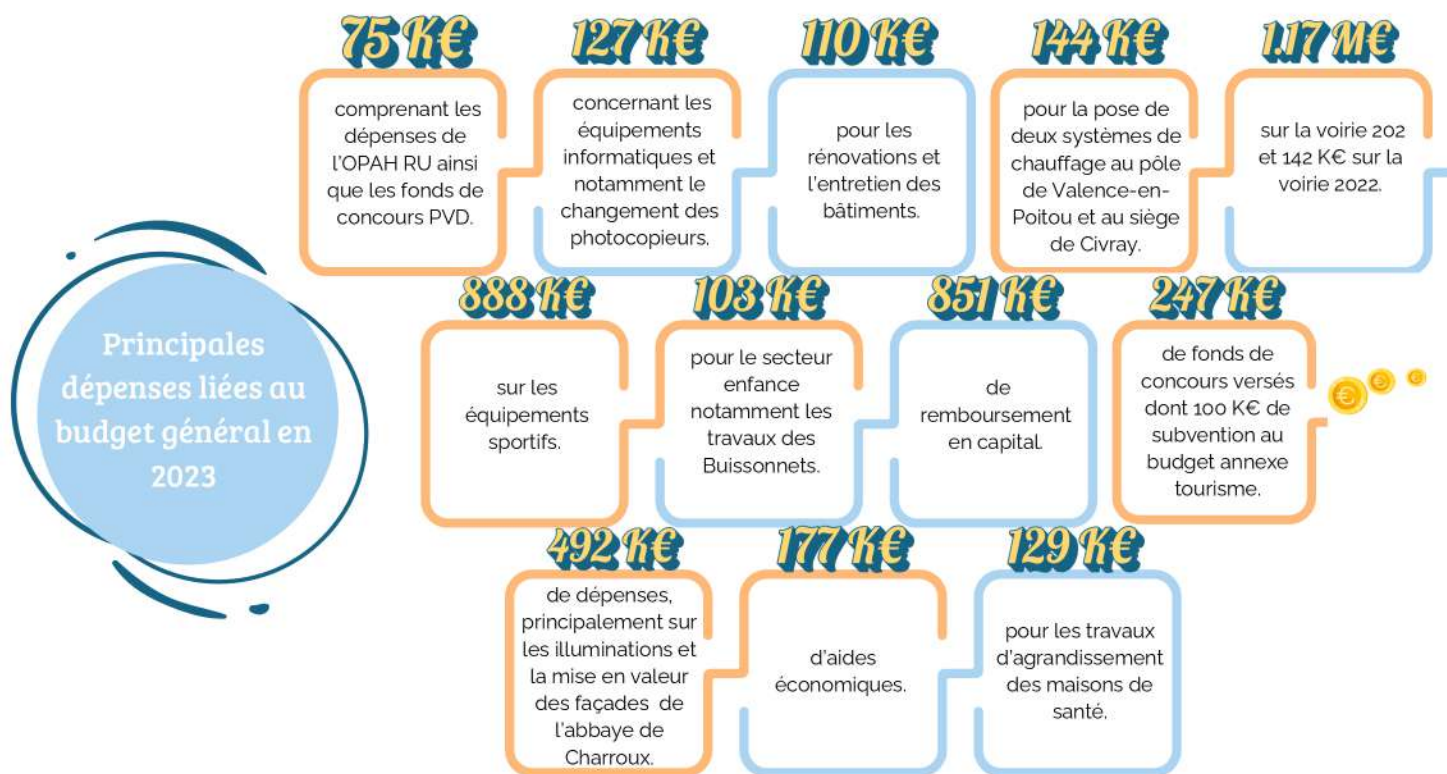 Principales
dépenses liées au
budget général en
2023
75 K€
comprenant les
dépenses de
l'OPAH RU ainsi
que les fonds de
concours PVD.
127 K€
concernant les
équipements
informatiques et
notamment le
changement des
photocopieurs.
110 K€
pour les
rénovations et
l'entretien des
bâtiments.
144 K€
pour la pose de
deux systèmes de
chauffage au pôle
de Valence-en-
Poitou et au siège
de Civray.
1.17 M€
sur la voirie 202
et 142 K€ sur la
voirie 2022.
888 K€
sur les
équipements
sportifs.
103 K€
pour le secteur
enfance
notamment les
travaux des
Buissonnets.
851 K€
de
remboursement
en capital.
247 K€
de fonds de
concours versés
dont 100 K€ de
subvention au
budget annexe
tourisme.
492 K€
de dépenses,
principalement sur
les illuminations et
la mise en valeur
des façades de
l'abbaye de
Charroux.
177 K€
d'aides
économiques.
129 K€
pour les travaux
d'agrandissement
des maisons de
santé.